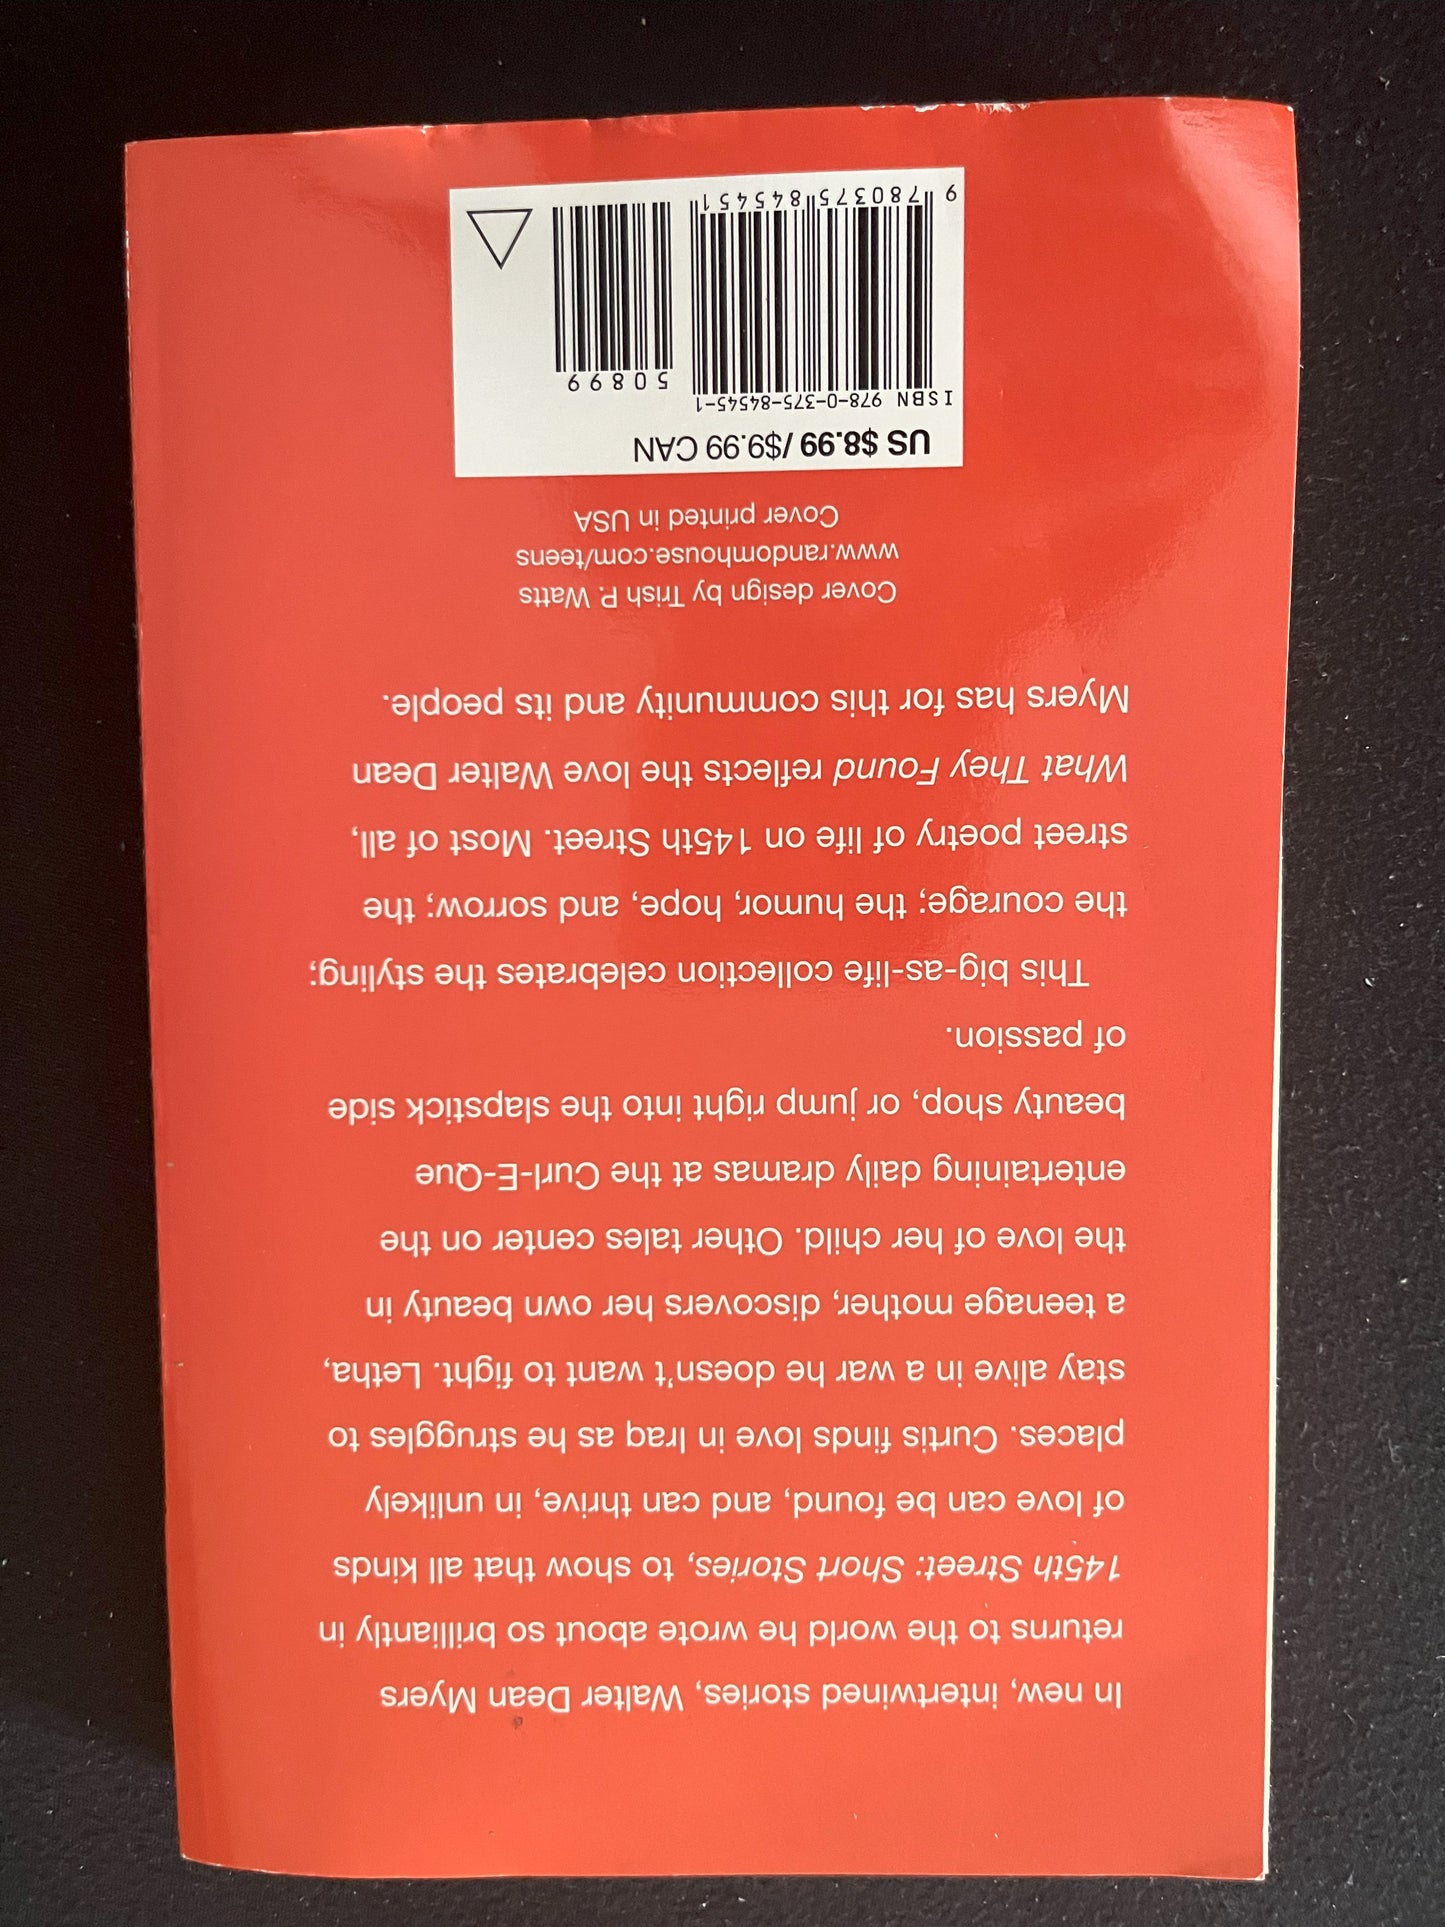 In new, intertwined stories, Walter Dean Myers
returns to the world he wrote about so brilliantly in
145th Street: Short Stories, to show that all kinds
of love can be found, and can thrive, in unlikely
places. Curtis finds love in Iraq as he struggles to
stay alive in a war he doesn't want to fight. Letha,
a teenage mother, discovers her own beauty in
the love of her child. Other tales center on the
entertaining daily dramas at the Curl-E-Que
beauty shop, or jump right into the slapstick side
of passion.
This big-as-life collection celebrates the styling;
the courage; the humor, hope, and sorrow; the
street poetry of life on 145th Street. Most of all,
What They Found reflects the love Walter Dean
Myers has for this community and its people.
Cover design by Trish P. Watts
www.randomhouse.com/teens
Cover printed in USA
US $8.99 / $9.99 CAN
ISBN 978-0-375-84545-1
50899
9 780375 845451